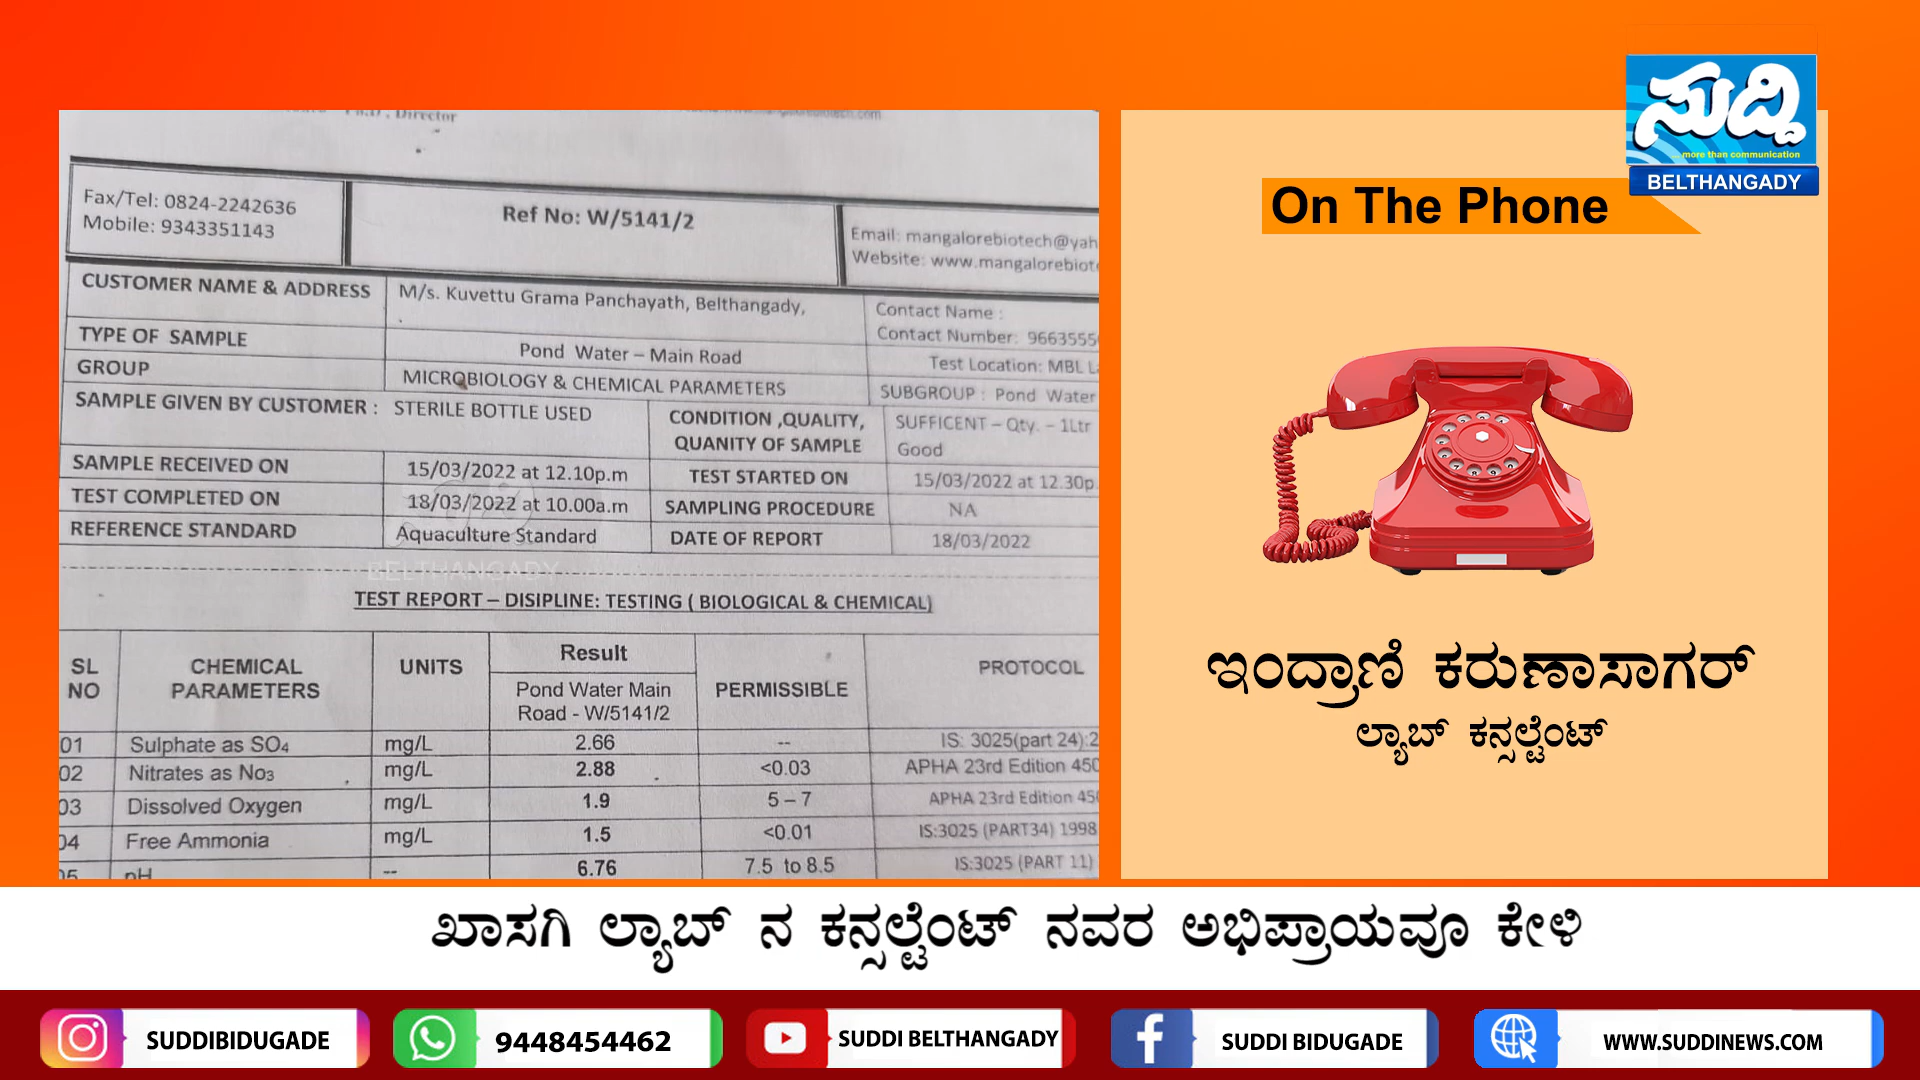 Director
Fax/Tel: 0824-2242636
Mobile: 9343351143
Ref No: W/5141/2
Email: mangalorebiotech@yah
Website: www.mangalorebiot
CUSTOMER NAME & ADDRESS
M/s. Kuvettu Grama Panchayath, Belthangady,
Contact Name :
Contact Number: 9663555
TYPE OF SAMPLE
Pond Water – Main Road
Test Location: MBL L
GROUP
MICROBIOLOGY & CHEMICAL PARAMETERS
SUBGROUP : Pond Water
SAMPLE GIVEN BY CUSTOMER : STERILE BOTTLE USED
CONDITION ,QUALITY,
QUANITY OF SAMPLE
SUFFICENT – Qty. – 1Ltr
Good
SAMPLE RECEIVED ON
15/03/2022 at 12.10p.m
TEST STARTED ON
15/03/2022 at 12.30p.
TEST COMPLETED ON
18/03/2022 at 10.00a.m
SAMPLING PROCEDURE
NA
REFERENCE STANDARD
Aquaculture Standard
DATE OF REPORT
18/03/2022
BELTHANGADY
TEST REPORT – DISIPLINE: TESTING ( BIOLOGICAL & CHEMICAL)
SL
NO
CHEMICAL
PARAMETERS
UNITS
Result
Pond Water Main
Road - W/5141/2
PERMISSIBLE
PROTOCOL
01 Sulphate as SO4 mg/L 2.66 -- IS: 3025(part 24):2
02 Nitrates as No3 mg/L 2.88 <0.03 APHA 23rd Edition 450
03 Dissolved Oxygen mg/L 1.9 5 – 7 APHA 23rd Edition 45
04 Free Ammonia mg/L 1.5 <0.01 IS:3025 (PART34) 1998
05 pH -- 6.76 7.5 to 8.5 IS:3025 (PART 11)
ಸುದ್ದಿ
... more than communication
BELTHANGADY
On The Phone
ಇಂದ್ರಾಣಿ ಕರುಣಾಸಾಗರ್
ಲ್ಯಾಬ್ ಕನ್ಸಲ್ಟೆಂಟ್
ಖಾಸಗಿ ಲ್ಯಾಬ್ ನ ಕನ್ಸಲ್ಟೆಂಟ್ ನವರ ಅಭಿಪ್ರಾಯವೂ ಕೇಳಿ
SUDDIBIDUGADE
9448454462
SUDDI BELTHANGADY
SUDDI BIDUGADE
WWW.SUDDINEWS.COM